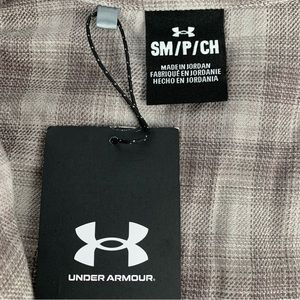 SM/P/CH
MADE IN JORDAN
FABRIQUÉ EN JORDANIE
HECHO EN JORDANIA
UNDER ARMOUR.